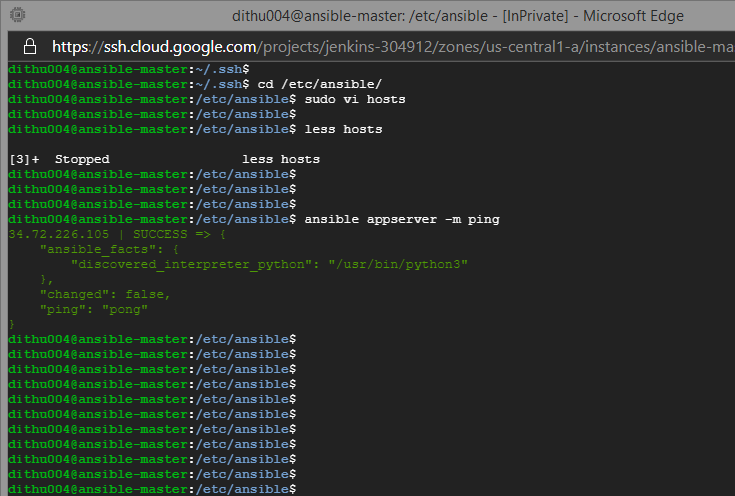 dithu004@ansible-master: /etc/ansible - [InPrivate] - Microsoft Edge
https://ssh.cloud.google.com/projects/jenkins-304912/zones/us-central1-a/instances/ansible-ma
dithu004@ansible-master:~/.ssh$
dithu004@ansible-master:~/.ssh$ cd /etc/ansible/
dithu004@ansible-master:/etc/ansible$ sudo vi hosts
dithu004@ansible-master:/etc/ansible$
dithu004@ansible-master:/etc/ansible$ less hosts
[3]+  Stopped                 less hosts
dithu004@ansible-master:/etc/ansible$
dithu004@ansible-master:/etc/ansible$
dithu004@ansible-master:/etc/ansible$
dithu004@ansible-master:/etc/ansible$ ansible appserver -m ping
34.72.226.105 | SUCCESS => {
    "ansible_facts": {
        "discovered_interpreter_python": "/usr/bin/python3"
    },
    "changed": false,
    "ping": "pong"
}
dithu004@ansible-master:/etc/ansible$
dithu004@ansible-master:/etc/ansible$
dithu004@ansible-master:/etc/ansible$
dithu004@ansible-master:/etc/ansible$
dithu004@ansible-master:/etc/ansible$
dithu004@ansible-master:/etc/ansible$
dithu004@ansible-master:/etc/ansible$
dithu004@ansible-master:/etc/ansible$
dithu004@ansible-master:/etc/ansible$
dithu004@ansible-master:/etc/ansible$
dithu004@ansible-master:/etc/ansible$